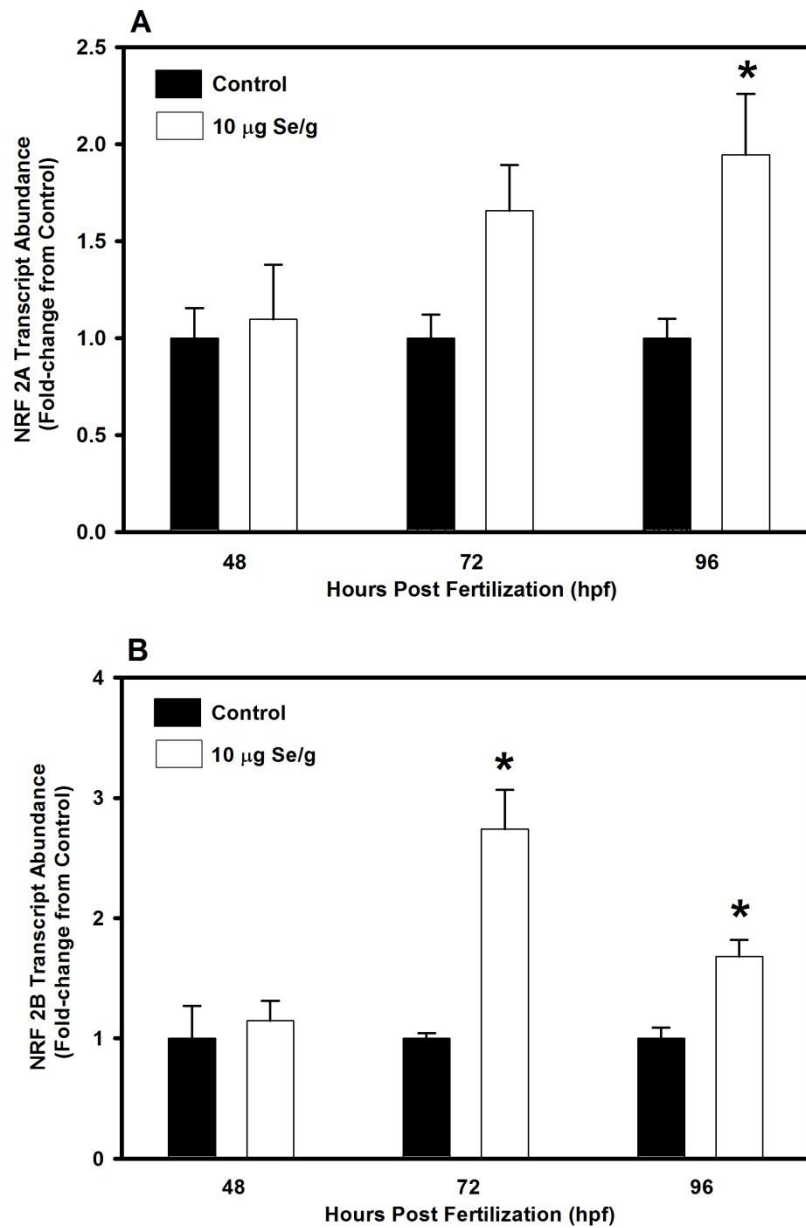 A
NRF 2A Transcript Abundance
(Fold-change from Control)
2.5
2.0
1.5
1.0
0.5
0.0
Control
10 μg Se/g
*
48
72
96
Hours Post Fertilization (hpf)
B
NRF 2B Transcript Abundance
(Fold-change from Control)
4
3
2
1
0
Control
10 μg Se/g
*
*
48
72
96
Hours Post Fertilization (hpf)